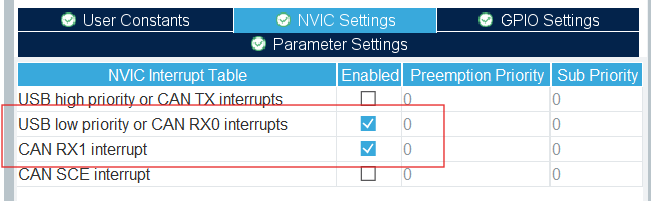 User Constants NVIC Settings GPIO Settings
Parameter Settings
NVIC Interrupt Table Enabled Preemption Priority Sub Priority
USB high priority or CAN TX interrupts 0 0
USB low priority or CAN RX0 interrupts 0 0
CAN RX1 interrupt 0 0
CAN SCE interrupt 0 0